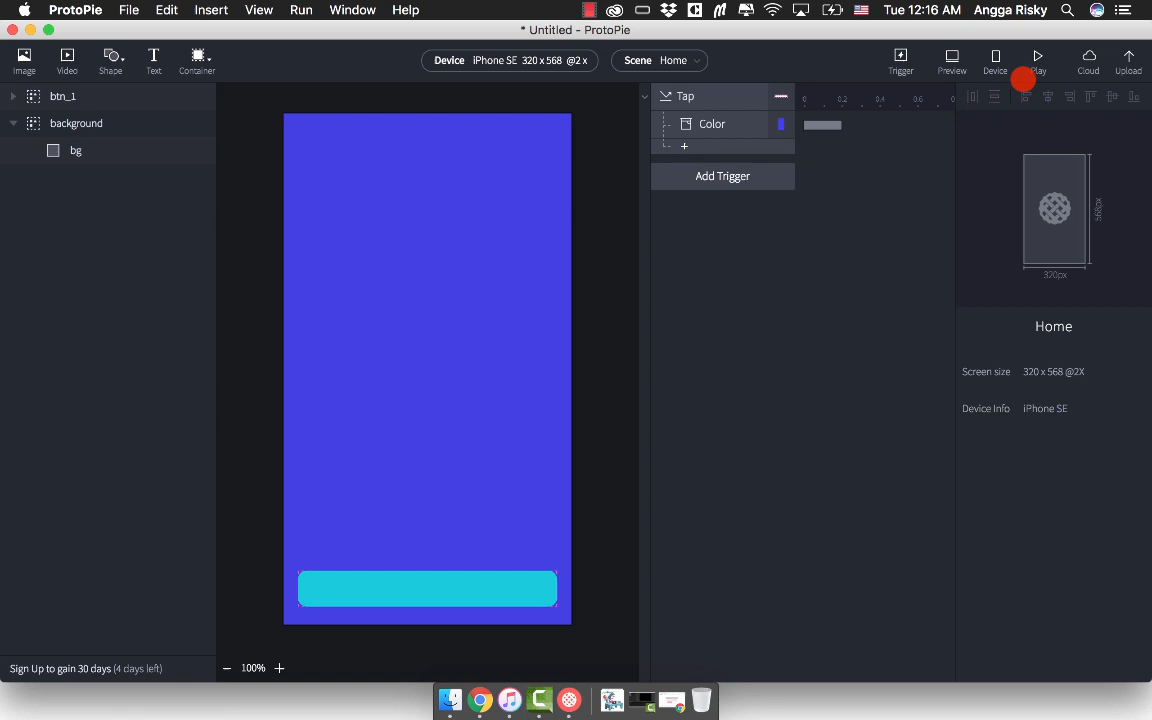 ProtoPie File Edit Insert View Run Window Help Tue 12:16 AM Angga Risky
* Untitled - ProtoPie
Image Video Shape Text Container
Device iPhone SE 320 x 568 @2 x
Scene Home
Trigger Preview Device Play Cloud Upload
btn_1
background
bg
Tap
Color
+
Add Trigger
0 0.2 0.4 0.6 0
568px
320px
Home
Screen size 320 x 568 @2X
Device Info iPhone SE
Sign Up to gain 30 days (4 days left)
− 100% +